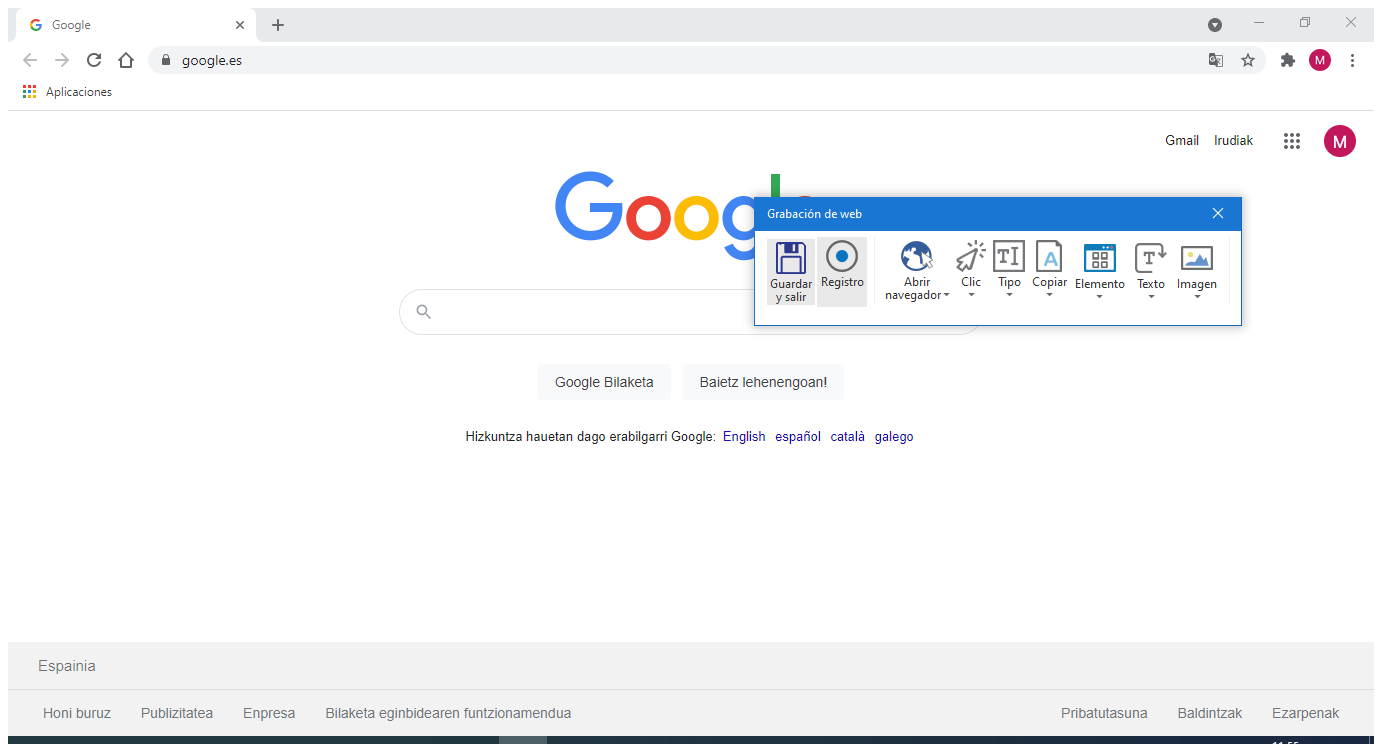 Google
google.es
M
Aplicaciones
Gmail Irudiak
M
Googl
Grabación de web
Guardar y salir
Registro
Abrir navegador
Clic
Tipo
Copiar
Elemento
Texto
Imagen
Google Bilaketa
Baietz lehenengoan!
Hizkuntza hauetan dago erabilgarri Google: English español català galego
Espainia
Honi buruz Publizitatea Enpresa Bilaketa eginbidearen funtzionamendua Pribatutasuna Baldintzak Ezarpenak